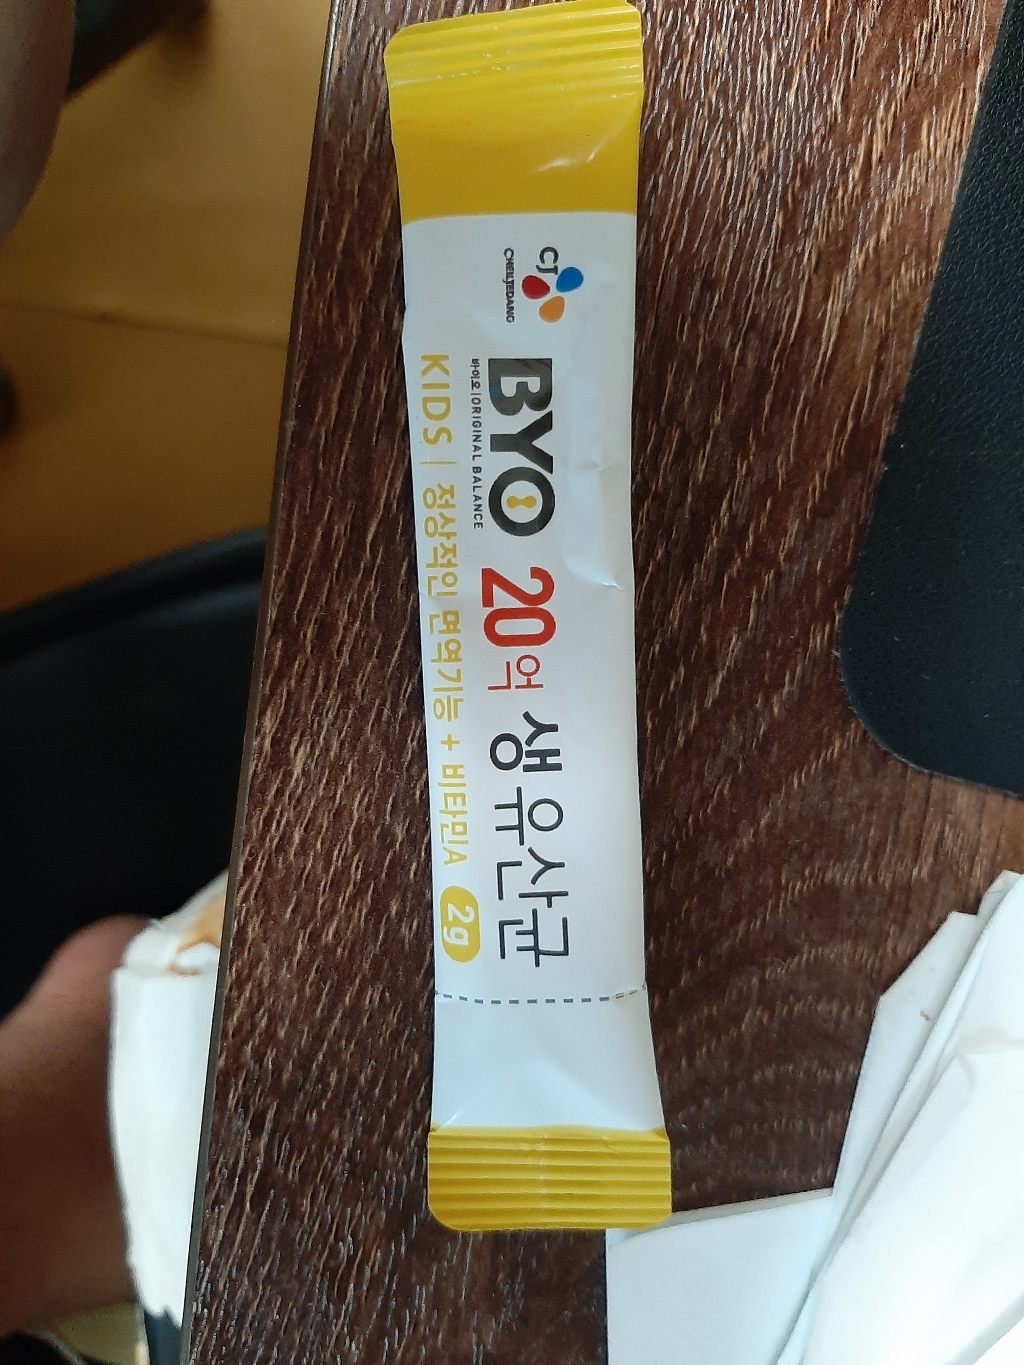 CJ
CHEILJEDANG
BYO 20억 생유산균
바이오 | ORIGINAL BALANCE
KIDS | 정상적인 면역기능 + 비타민A 2g